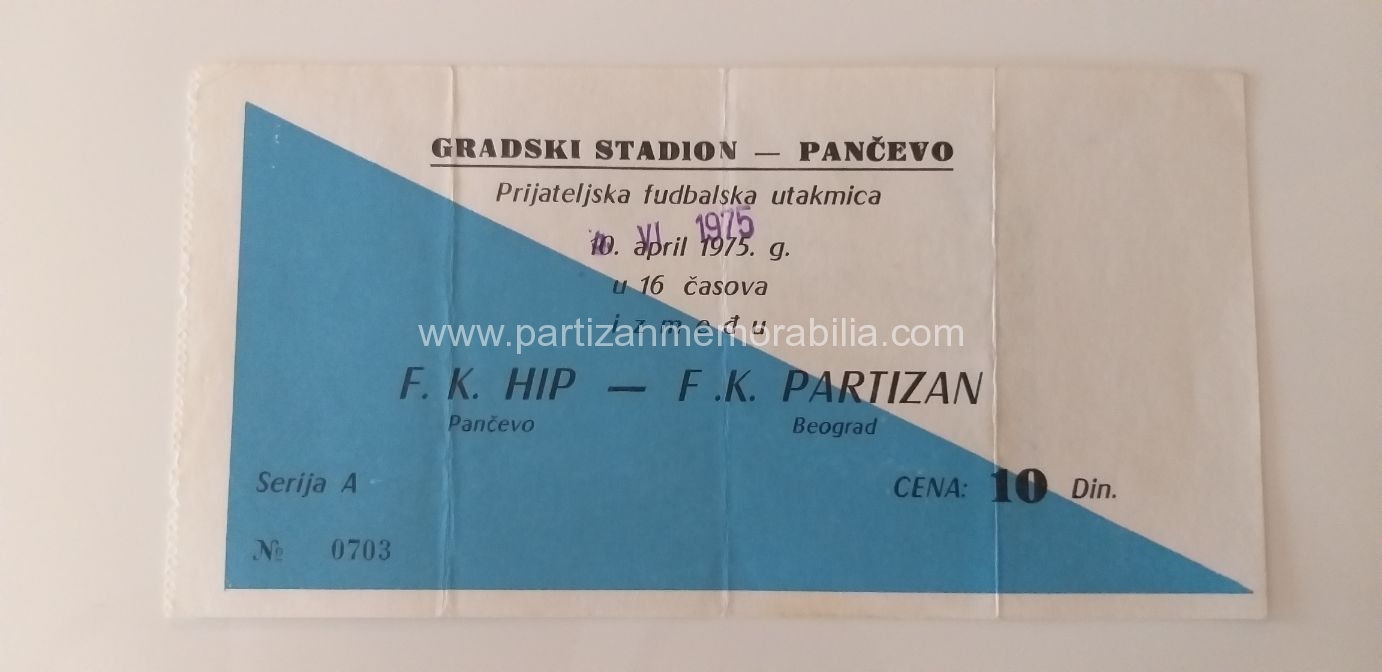 GRADSKI STADION — PANČEVO
Prijateljska fudbalska utakmica
VI 1975
10. april 1975. g.
u 16 časova
između
www.partizanmemorabilia.com
F. K. HIP — F .K. PARTIZAN
Pančevo Beograd
Serija A CENA: 10 Din.
№ 0703